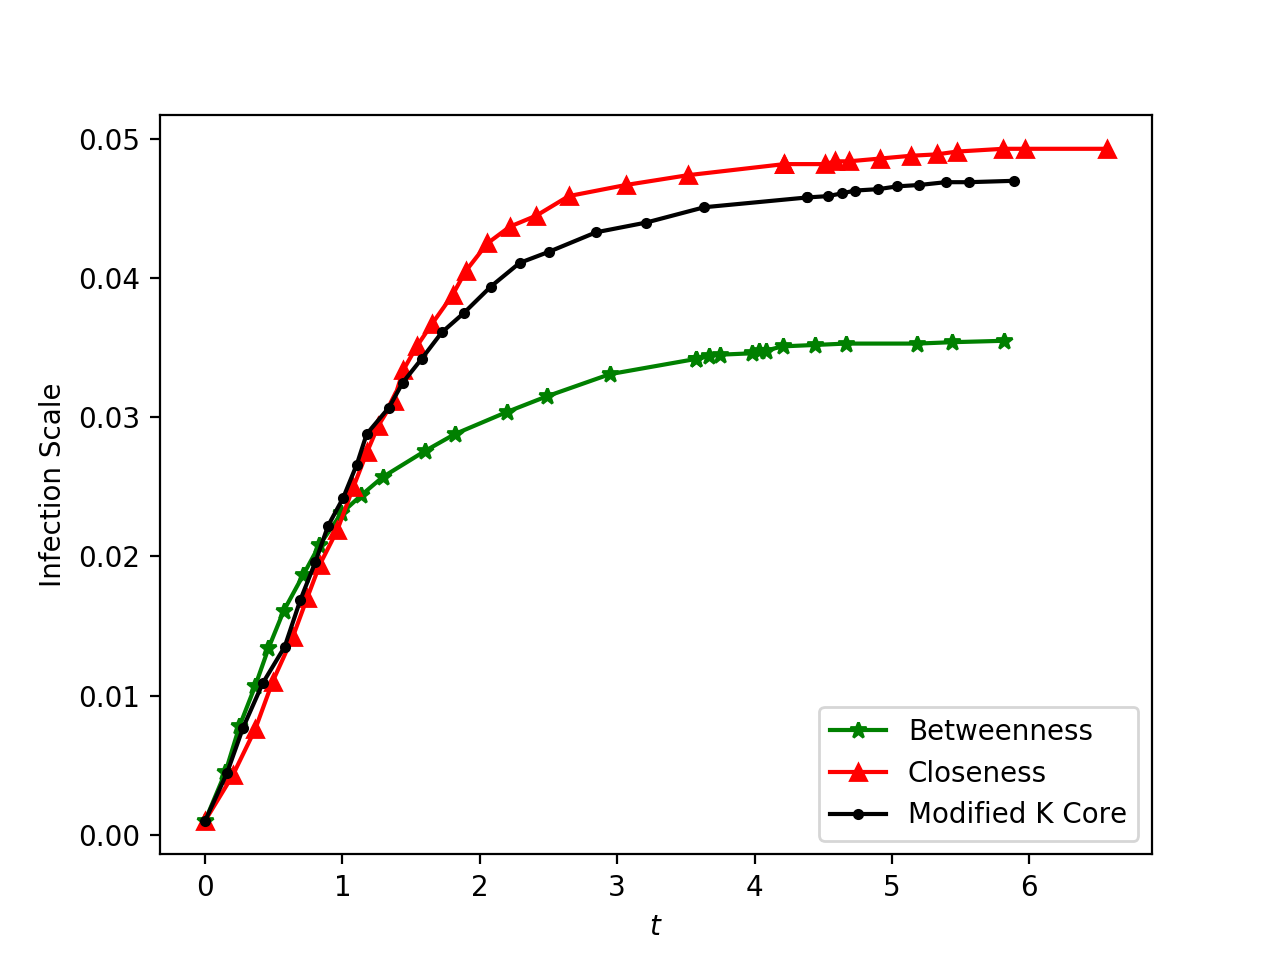 0.05
0.04
0.03
0.02
0.01
0.00
Infection Scale
0 1 2 3 4 5 6
t
Betweenness
Closeness
Modified K Core